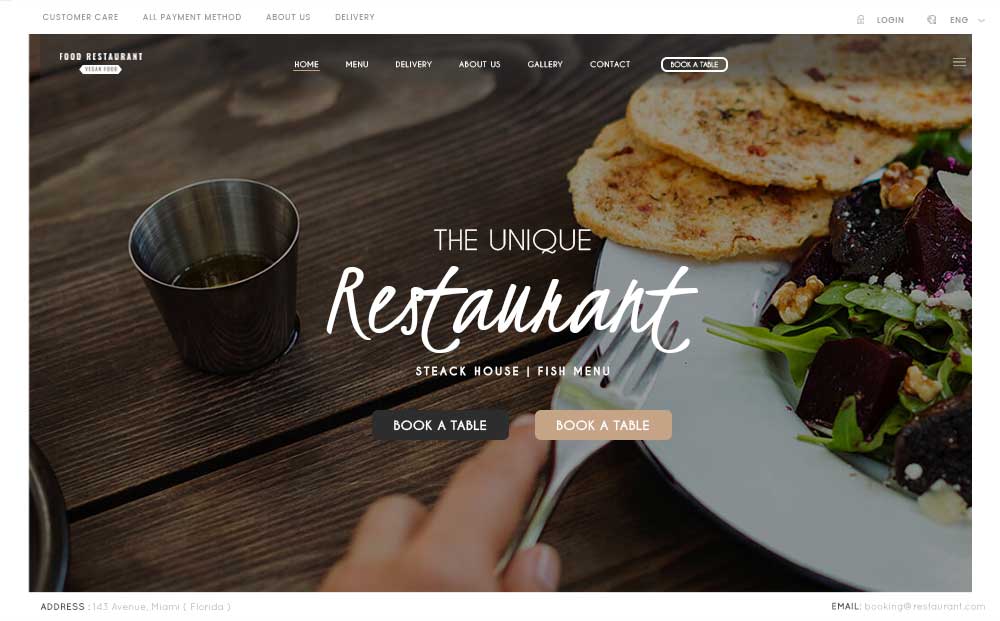 CUSTOMER CARE ALL PAYMENT METHOD ABOUT US DELIVERY LOGIN ENG
FOOD RESTAURANT
VEGAN FOOD
HOME MENU DELIVERY ABOUT US GALLERY CONTACT BOOK A TABLE
THE UNIQUE
Restaurant
STEACK HOUSE | FISH MENU
BOOK A TABLE BOOK A TABLE
ADDRESS : 143 Avenue, Miami ( Florida ) EMAIL: booking@restaurant.com